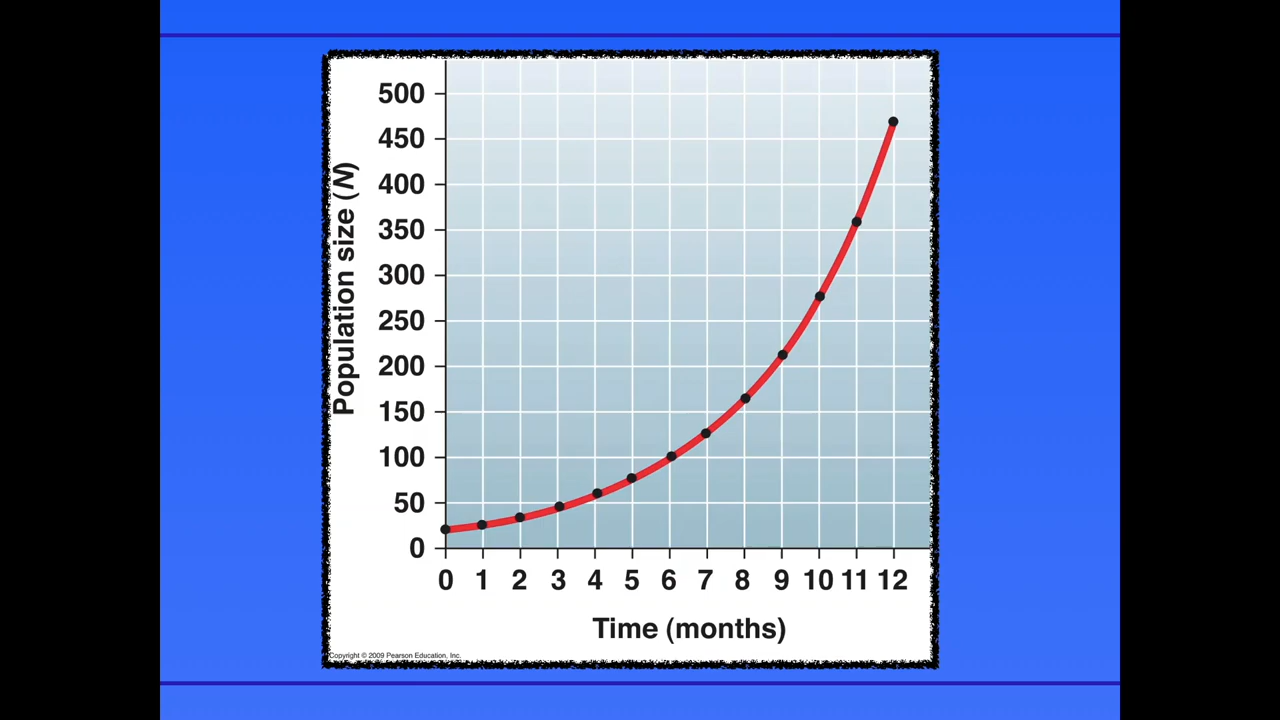 500
450
400
350
300
250
200
150
100
50
0
Population size (N)
0 1 2 3 4 5 6 7 8 9 10 11 12
Time (months)
Copyright © 2009 Pearson Education, Inc.